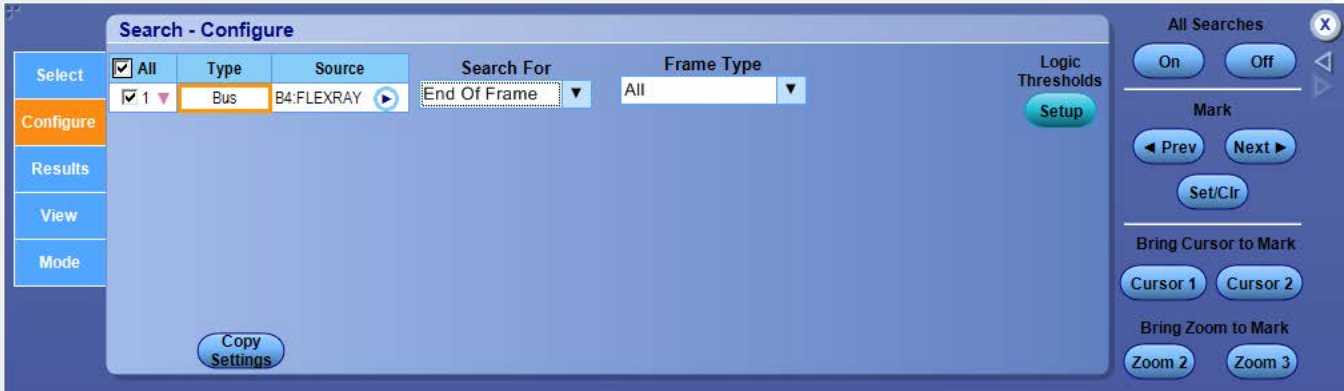 Search - Configure
Select
Configure
Results
View
Mode
All Type Source
1 Bus B4:FLEXRAY
Search For
End Of Frame
Frame Type
All
Logic
Thresholds
Setup
Copy
Settings
All Searches
X
On Off
Mark
◄ Prev Next ►
Set/Clr
Bring Cursor to Mark
Cursor 1 Cursor 2
Bring Zoom to Mark
Zoom 2 Zoom 3